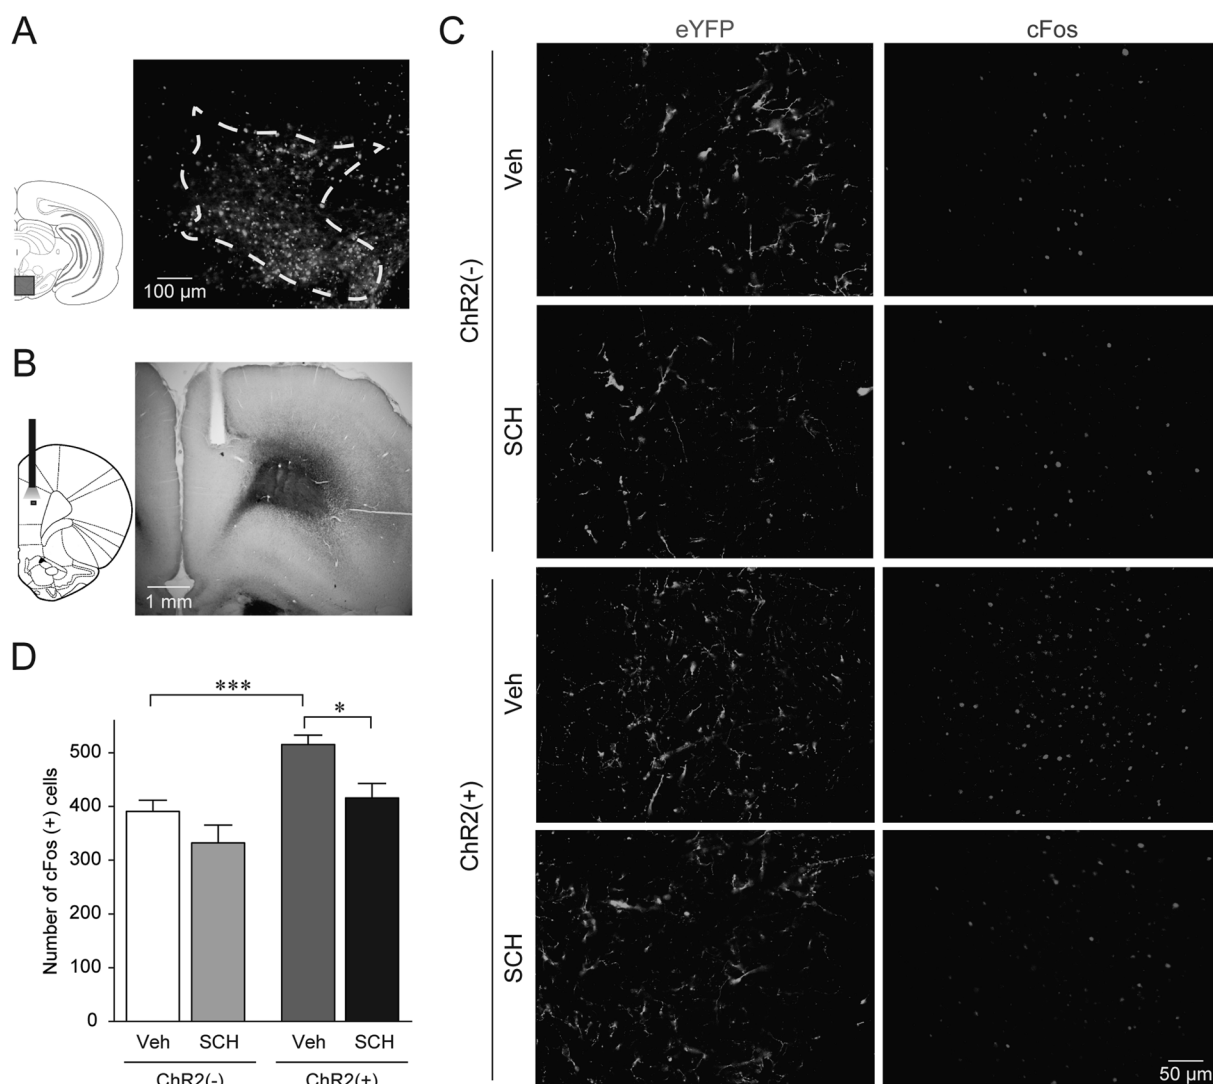 A
100 µm
B
1 mm
C
eYFP
cFos
ChR2(-)
Veh
SCH
ChR2(+)
Veh
SCH
50 µm
D
***
*
Number of cFos (+) cells
500
400
300
200
100
0
Veh
SCH
Veh
SCH
ChR2(-)
ChR2(+)